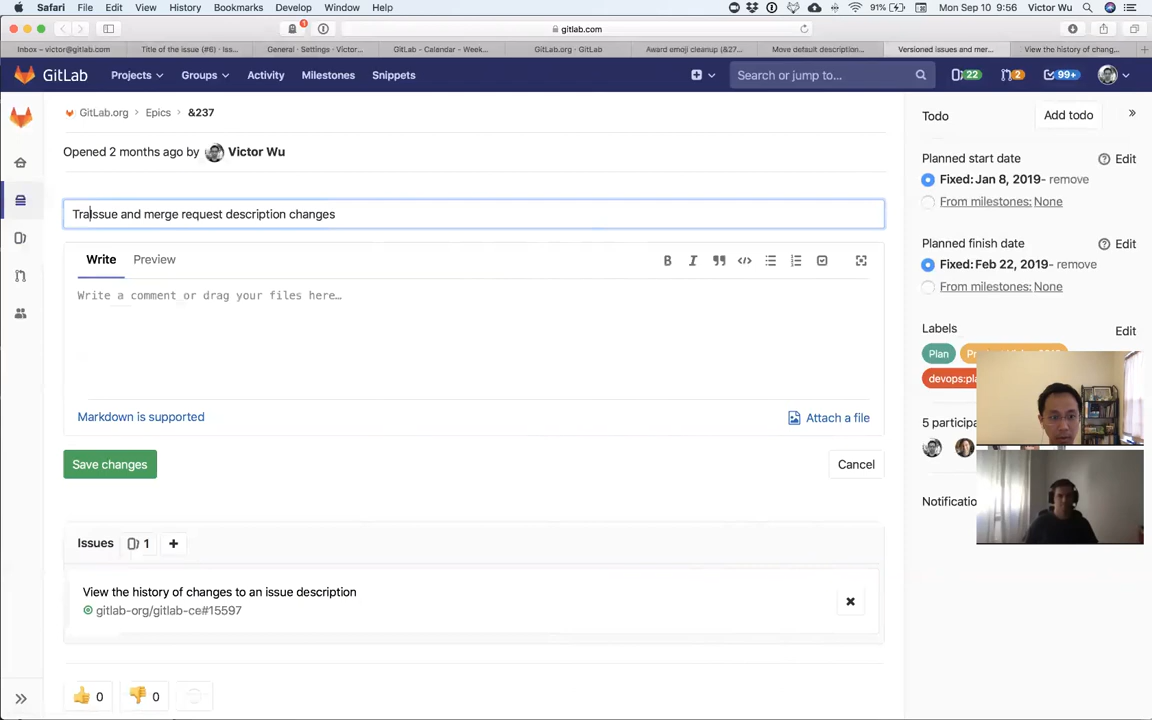 Safari File Edit View History Bookmarks Develop Window Help 91% Mon Sep 10 9:56 Victor Wu
gitlab.com
Inbox – victor@gitlab.com Title of the issue (#6) · Iss... General · Settings · Victor... GitLab - Calendar - Week... GitLab.org · GitLab Award emoji cleanup (&27... Move default description... Versioned issues and mer... View the history of chang...
GitLab Projects Groups Activity Milestones Snippets Search or jump to... 22 2 99+
GitLab.org > Epics > &237
Opened 2 months ago by Victor Wu
Traissue and merge request description changes
Write Preview
Write a comment or drag your files here…
Markdown is supported Attach a file
Save changes Cancel
Issues 1
View the history of changes to an issue description
gitlab-org/gitlab-ce#15597
0 0
Todo Add todo
Planned start date Edit
Fixed: Jan 8, 2019 - remove
From milestones: None
Planned finish date Edit
Fixed: Feb 22, 2019 - remove
From milestones: None
Labels Edit
Plan
devops:pla
5 participa
Notificatio